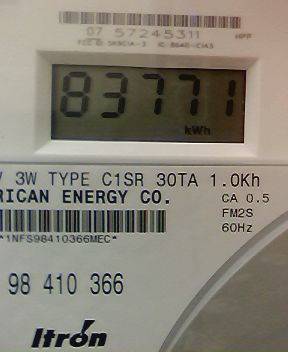 07 57245311
83771
kWh
V 3W TYPE C1SR 30TA 1.0Kh
RICAN ENERGY CO.
CA 0.5
FM2S
60Hz
*1NFS98410366MEC*
98 410 366
Itron